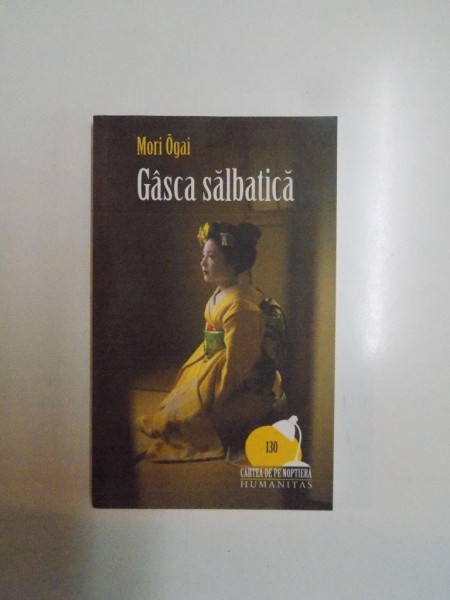 Mori Ōgai
Gâsca sălbatică
130
CARTEA DE PE NOPTIERĂ
HUMANITAS